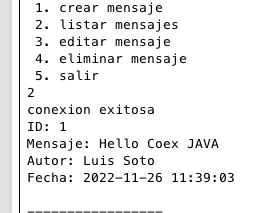 1. crear mensaje
2. listar mensajes
3. editar mensaje
4. eliminar mensaje
5. salir
2
conexion exitosa
ID: 1
Mensaje: Hello Coex JAVA
Autor: Luis Soto
Fecha: 2022-11-26 11:39:03
-----------------